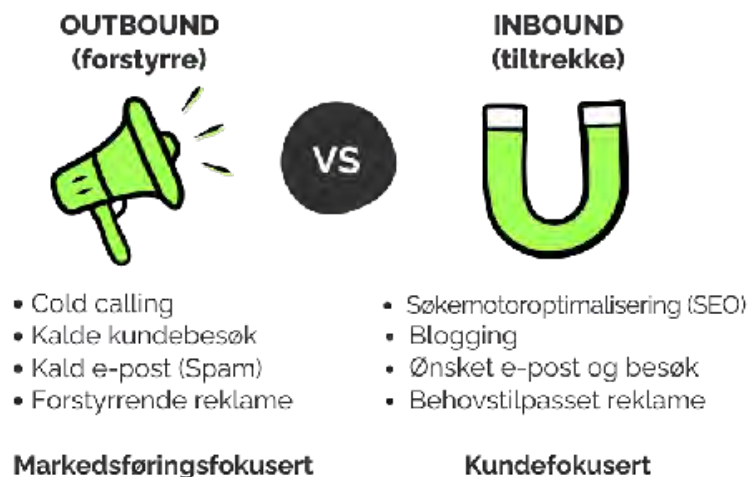 OUTBOUND
(forstyrre)
VS
INBOUND
(tiltrekke)
• Cold calling
• Kalde kundebesøk
• Kald e-post (Spam)
• Forstyrrende reklame
Markedsføringsfokusert
• Søkemotoroptimalisering (SEO)
• Blogging
• Ønsket e-post og besøk
• Behovstilpasset reklame
Kundefokusert